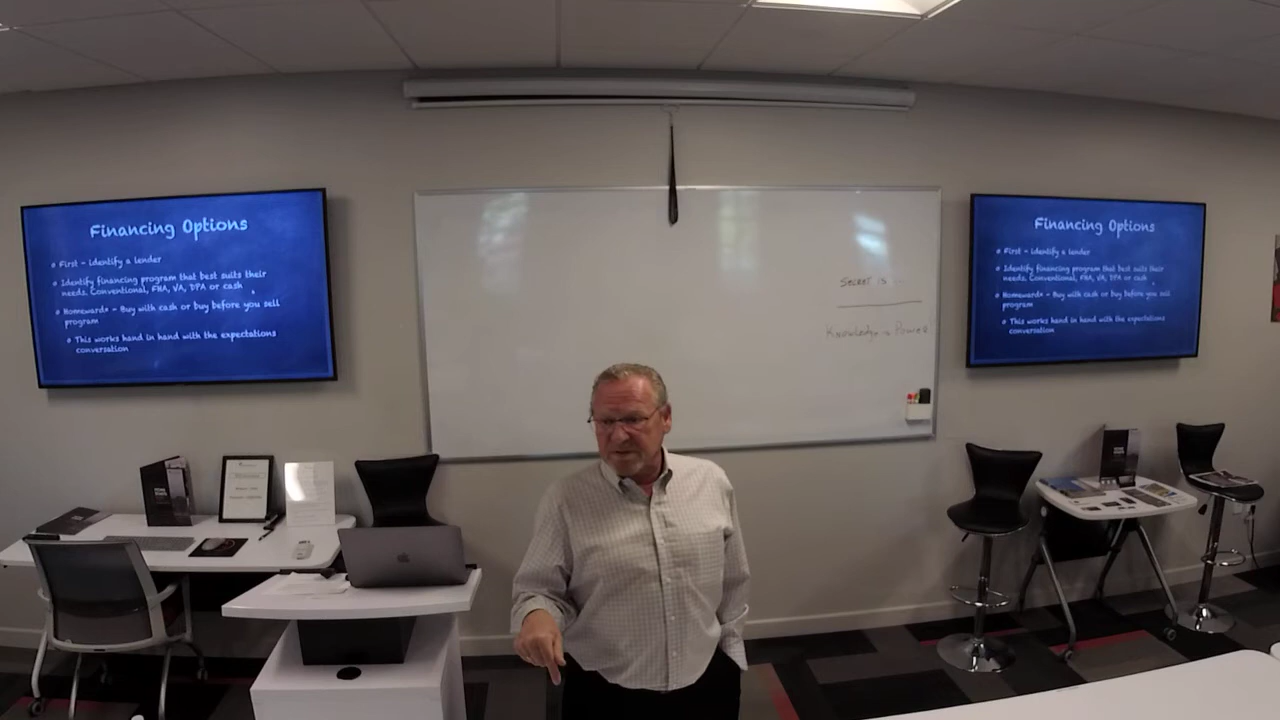 Financing Options
First - identify a lender
Identify financing program that best suits their
needs. Conventional, FHA, VA, DPA or cash
Homeward* - Buy with cash or buy before you sell
program
This works hand in hand with the expectations
conversation
Secret is
Knowledge is Power
Financing Options
First - identify a lender
Identify financing program that best suits their
needs. Conventional, FHA, VA, DPA or cash
Homeward* - Buy with cash or buy before you sell
program
This works hand in hand with the expectations
conversation